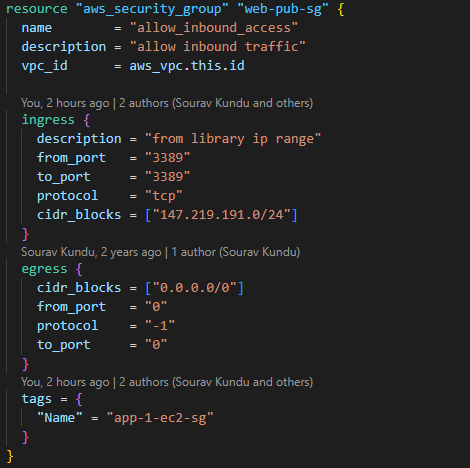 resource "aws_security_group" "web-pub-sg" {
name = "allow_inbound_access"
description = "allow inbound traffic"
vpc_id = aws_vpc.this.id
You, 2 hours ago | 2 authors (Sourav Kundu and others)
ingress {
description = "from library ip range"
from_port = "3389"
to_port = "3389"
protocol = "tcp"
cidr_blocks = ["147.219.191.0/24"]
}
Sourav Kundu, 2 years ago | 1 author (Sourav Kundu)
egress {
cidr_blocks = ["0.0.0.0/0"]
from_port = "0"
protocol = "-1"
to_port = "0"
}
You, 2 hours ago | 2 authors (Sourav Kundu and others)
tags = {
"Name" = "app-1-ec2-sg"
}
}